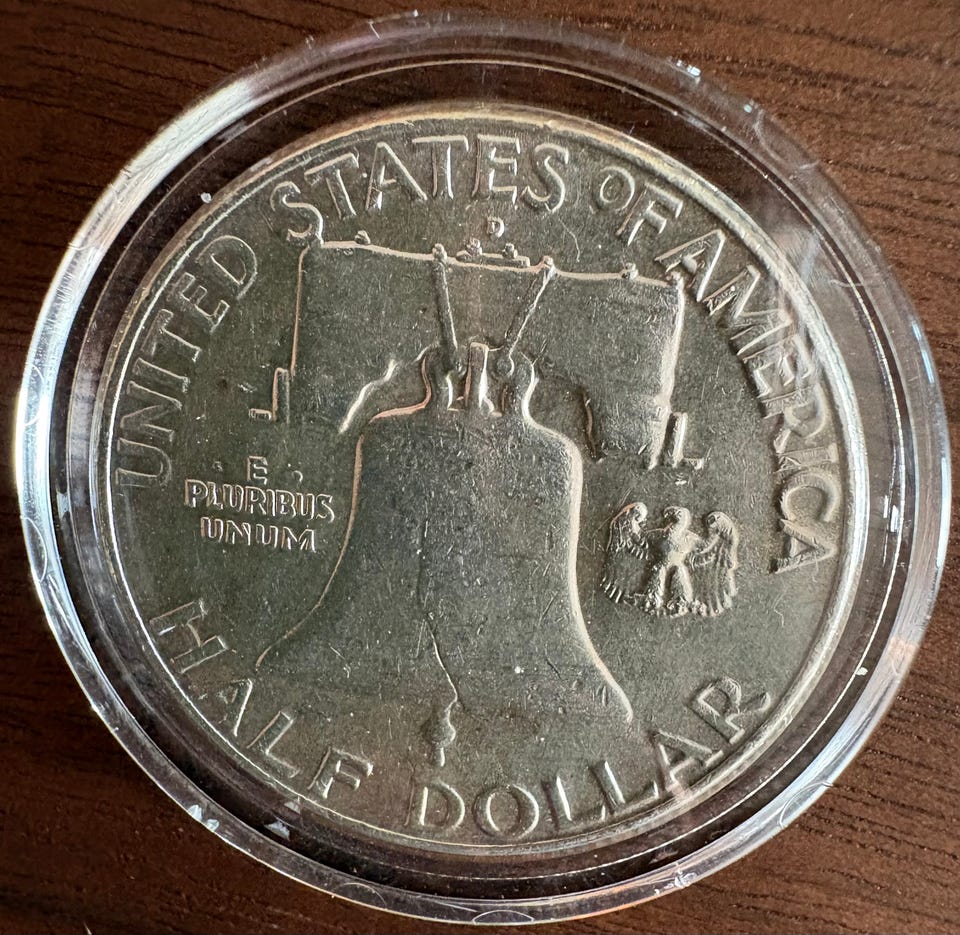 UNITED STATES OF AMERICA
D
E
PLURIBUS
UNUM
HALF DOLLAR